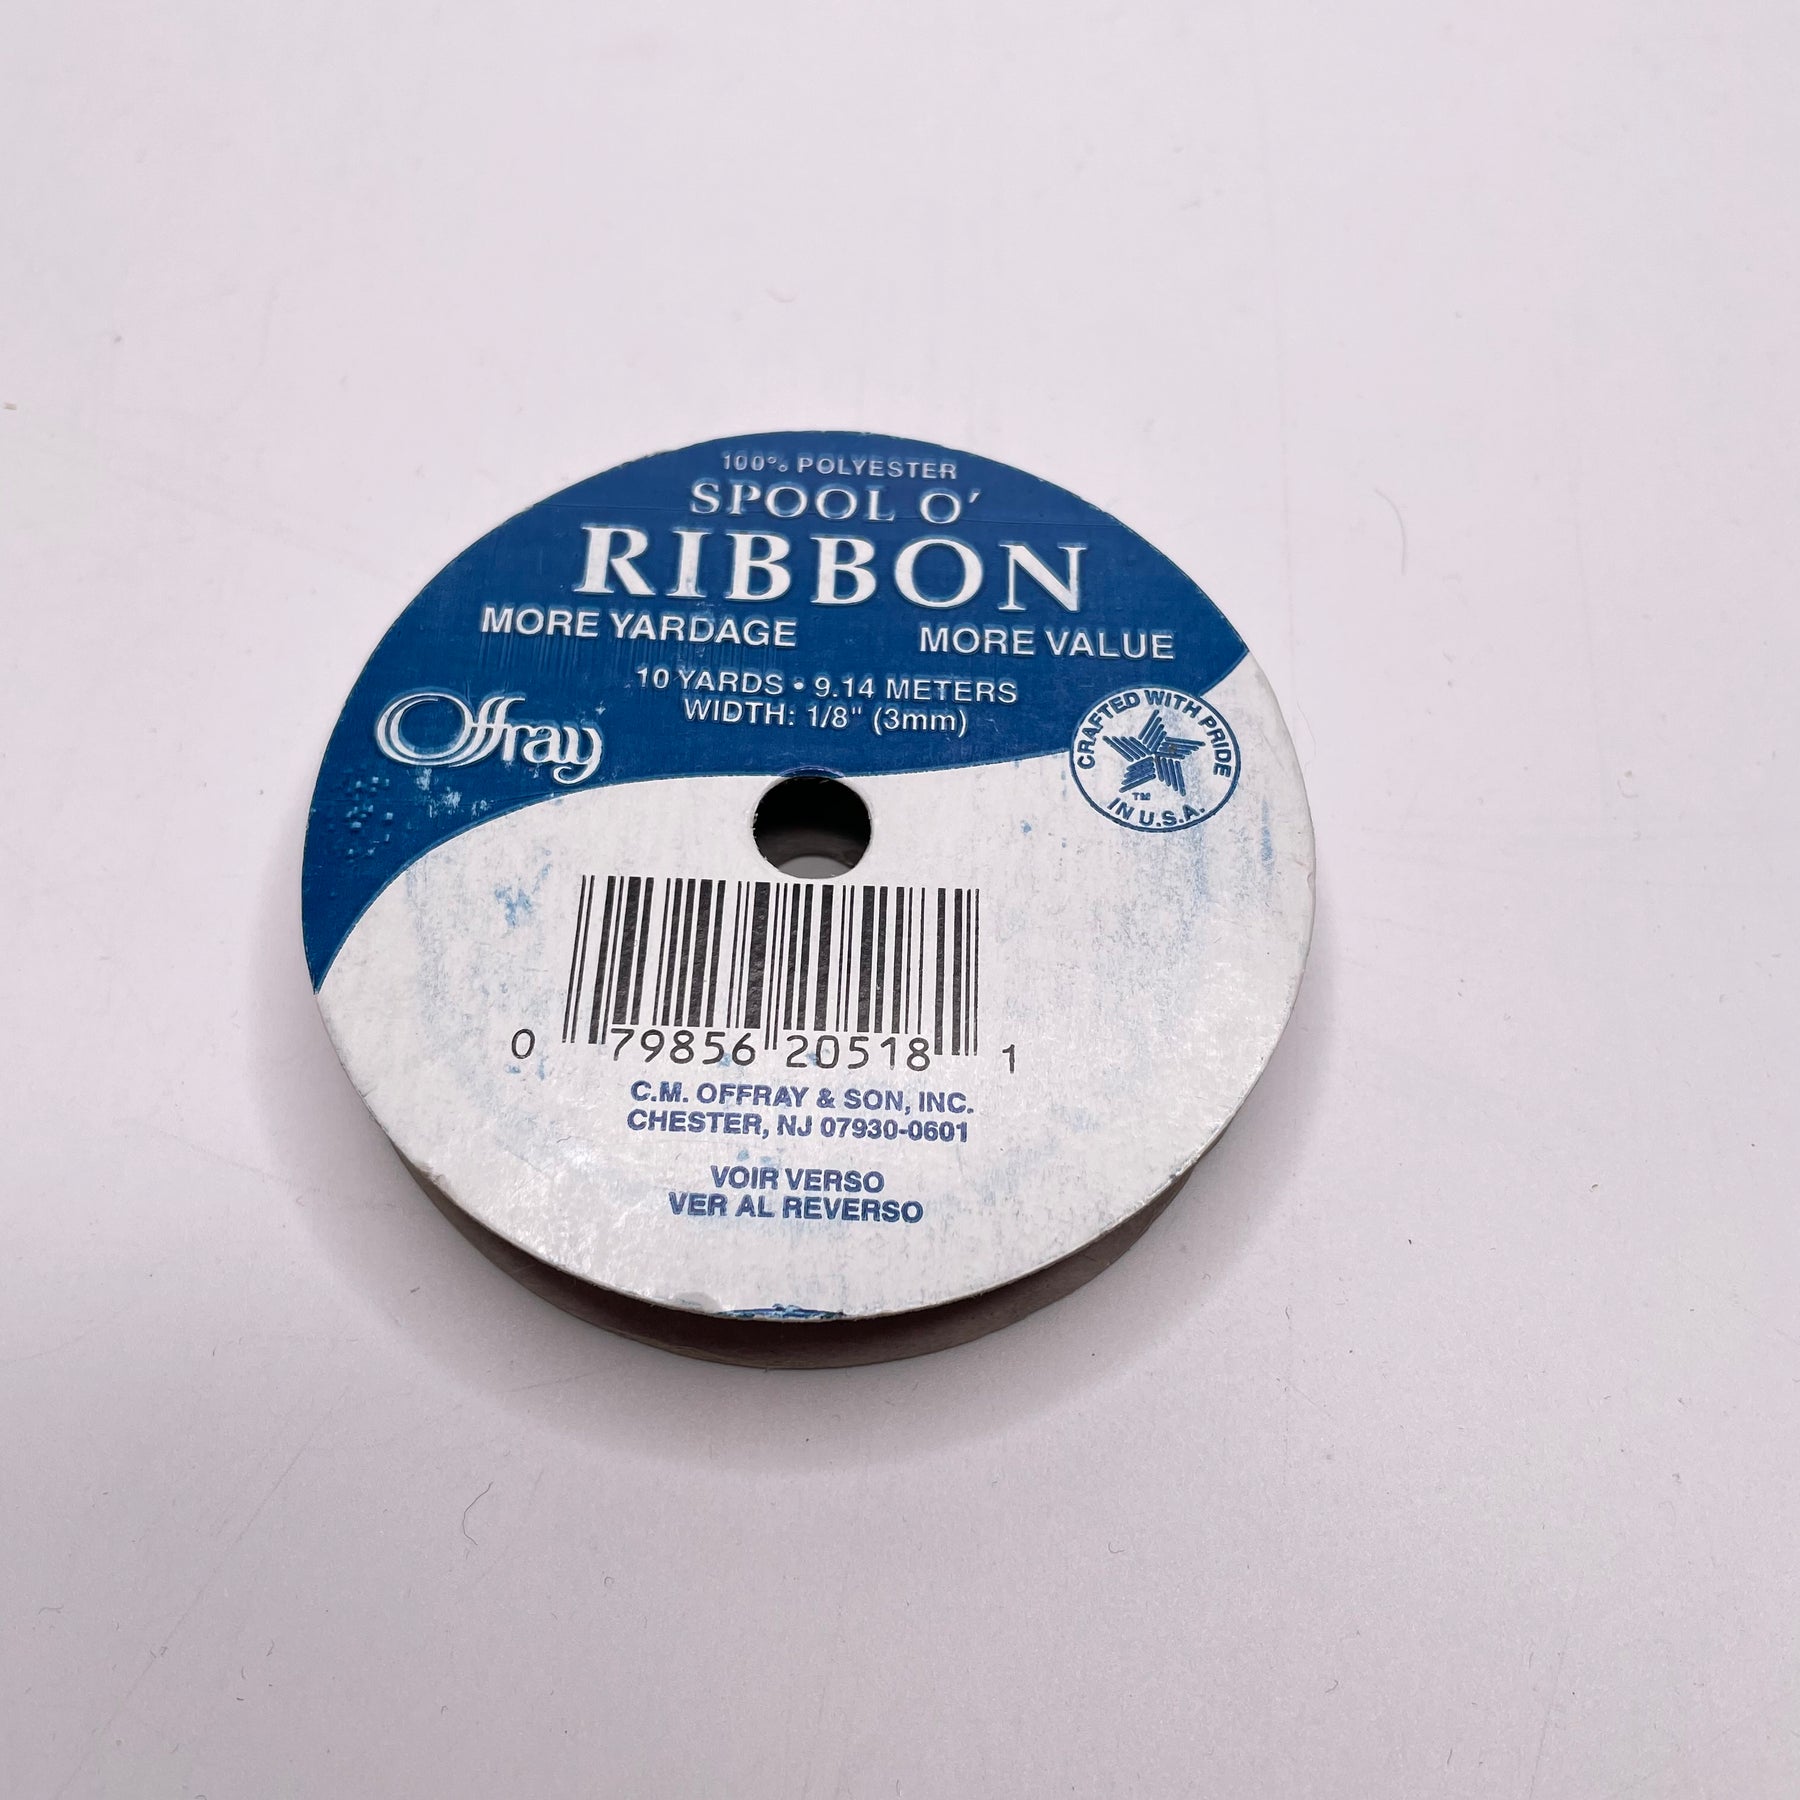 100% POLYESTER
SPOOL O'
RIBBON
MORE YARDAGE MORE VALUE
10 YARDS • 9.14 METERS
WIDTH: 1/8" (3mm)
Offray
CRAFTED WITH PRIDE
IN U.S.A.
TM
0 79856 20518 1
C.M. OFFRAY & SON, INC.
CHESTER, NJ 07930-0601
VOIR VERSO
VER AL REVERSO